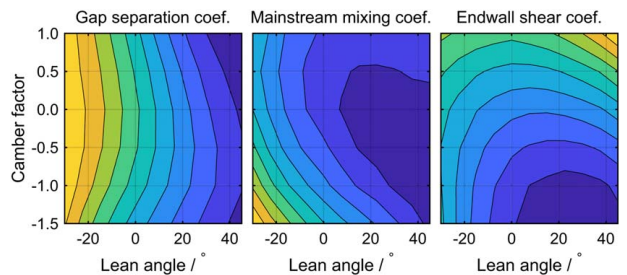 Gap separation coef. Mainstream mixing coef. Endwall shear coef.
Camber factor
1.0
0.5
0.0
-0.5
-1.0
-1.5
-20 0 20 40 -20 0 20 40 -20 0 20 40
Lean angle / ° Lean angle / ° Lean angle / °